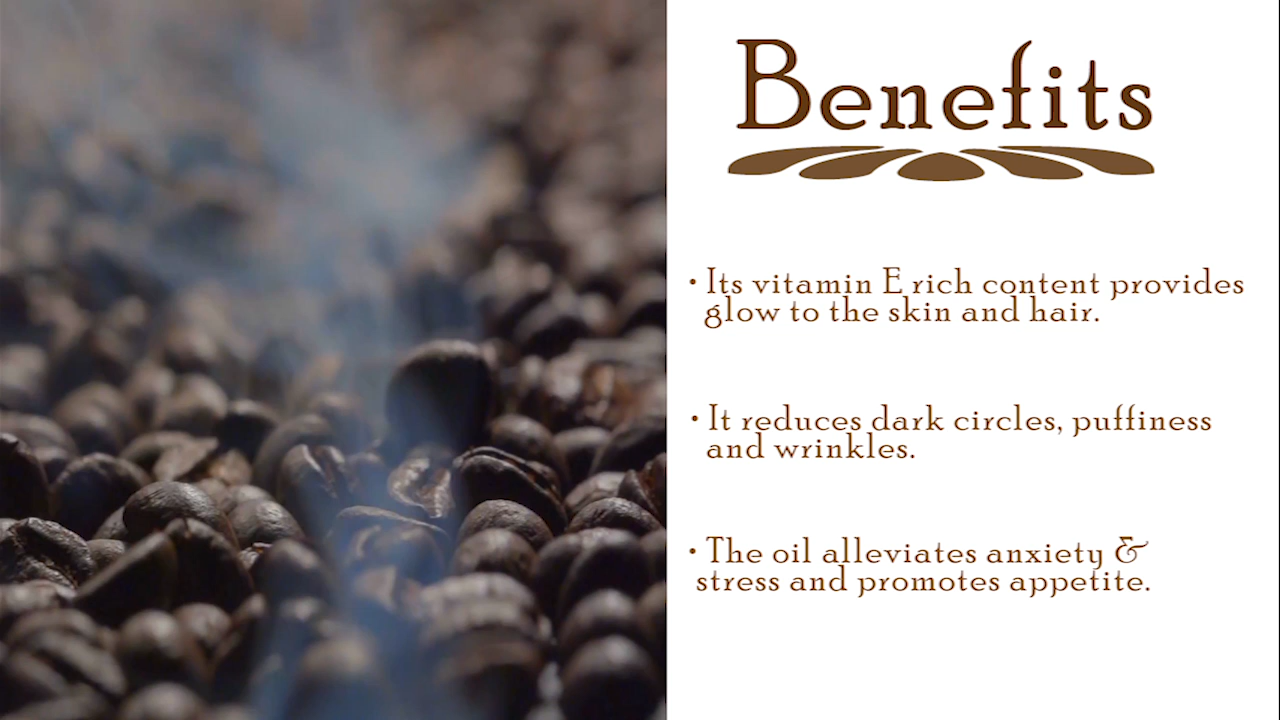 Benefits
• Its vitamin E rich content provides
glow to the skin and hair.
• It reduces dark circles, puffiness
and wrinkles.
• The oil alleviates anxiety &
stress and promotes appetite.